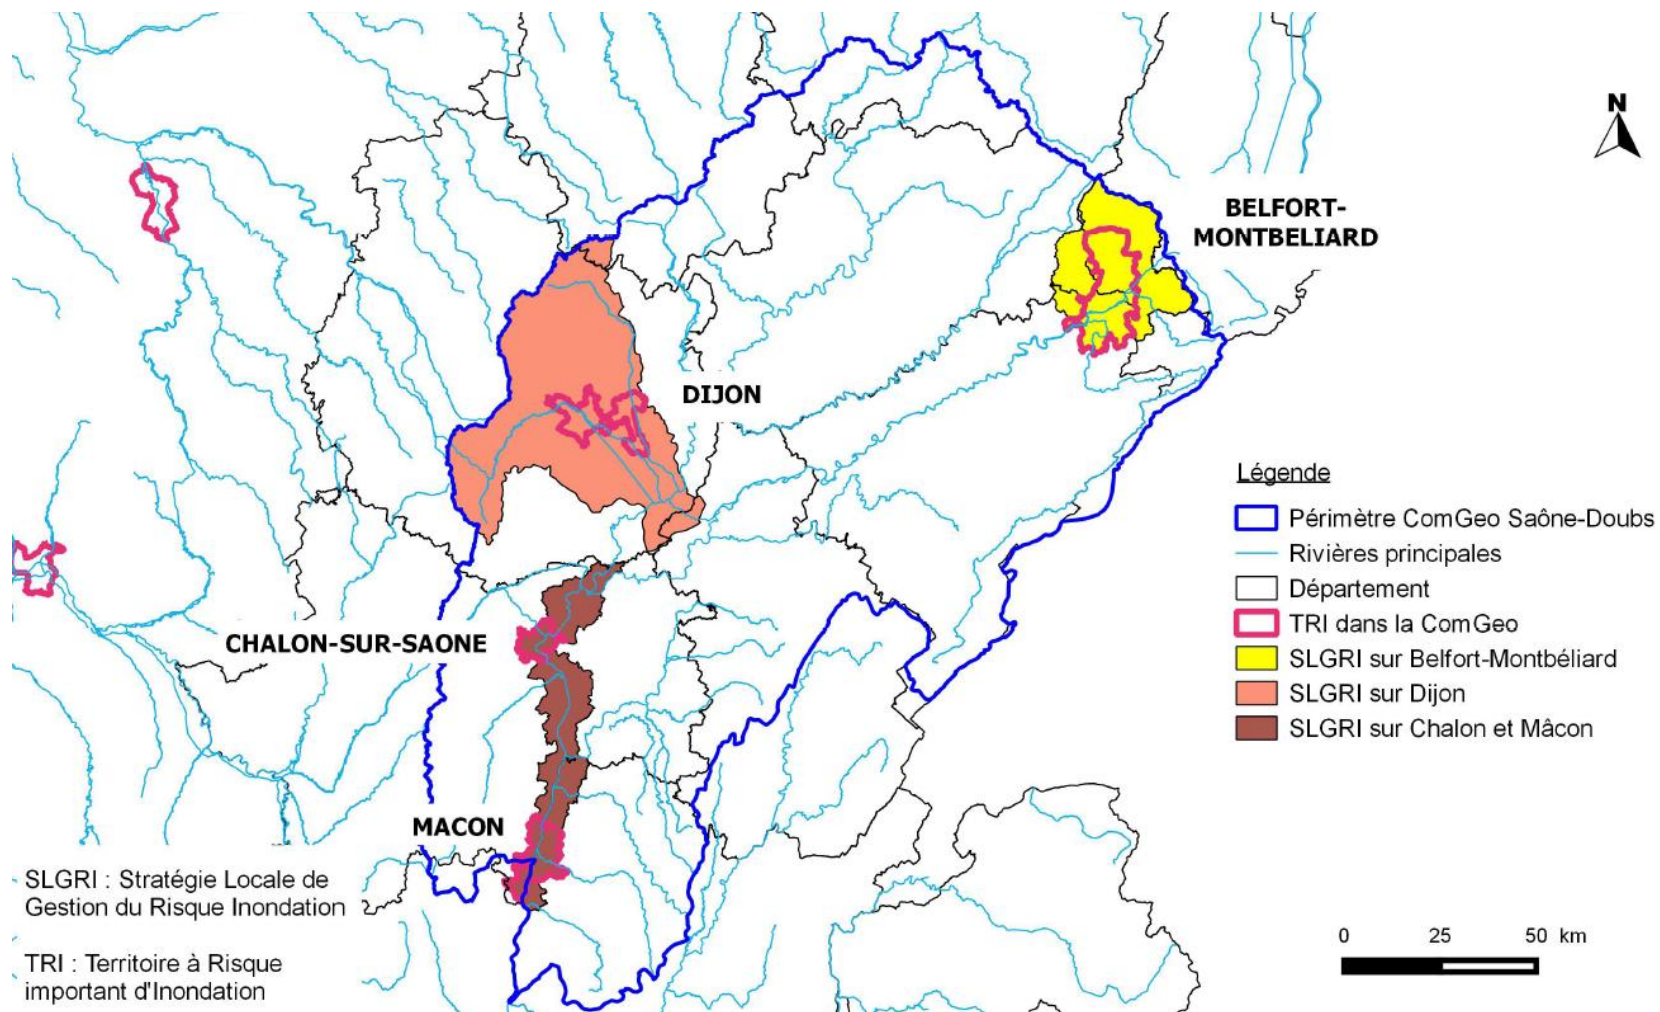 N
BELFORT-
MONTBELIARD
DIJON
CHALON-SUR-SAONE
MACON
Légende
Périmètre ComGeo Saône-Doubs
Rivières principales
Département
TRI dans la ComGeo
SLGRI sur Belfort-Montbéliard
SLGRI sur Dijon
SLGRI sur Chalon et Mâcon
SLGRI : Stratégie Locale de
Gestion du Risque Inondation
TRI : Territoire à Risque
important d'Inondation
0 25 50 km